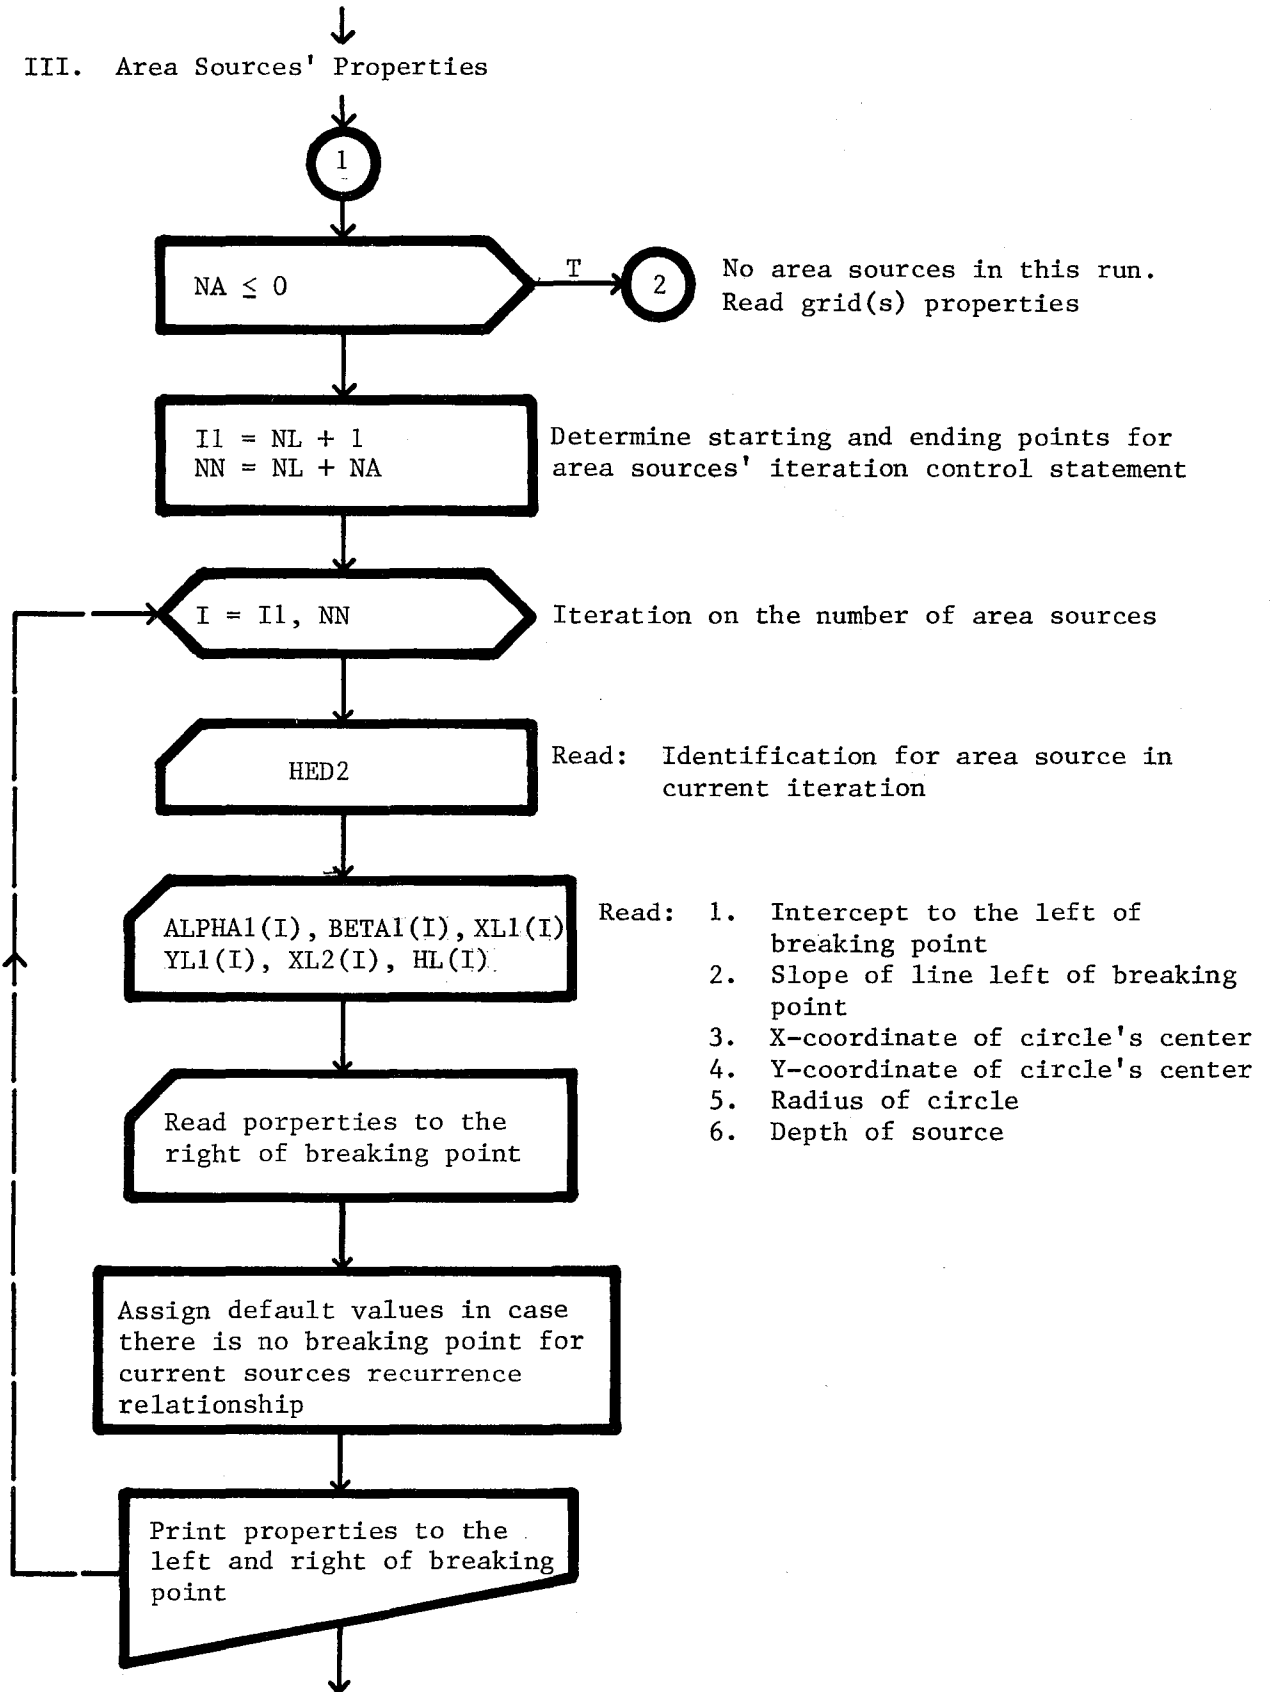 III. Area Sources' Properties
1
NA ≤ 0
T
2
No area sources in this run.
Read grid(s) properties
I1 = NL + 1
NN = NL + NA
Determine starting and ending points for
area sources' iteration control statement
I = I1, NN
Iteration on the number of area sources
HED2
Read: Identification for area source in
current iteration
ALPHA1(I), BETA1(I), XL1(I)
YL1(I), XL2(I), HL(I)
Read: 1. Intercept to the left of
breaking point
2. Slope of line left of breaking
point
3. X-coordinate of circle's center
4. Y-coordinate of circle's center
5. Radius of circle
6. Depth of source
Read porperties to the
right of breaking point
Assign default values in case
there is no breaking point for
current sources recurrence
relationship
Print properties to the
left and right of breaking
point